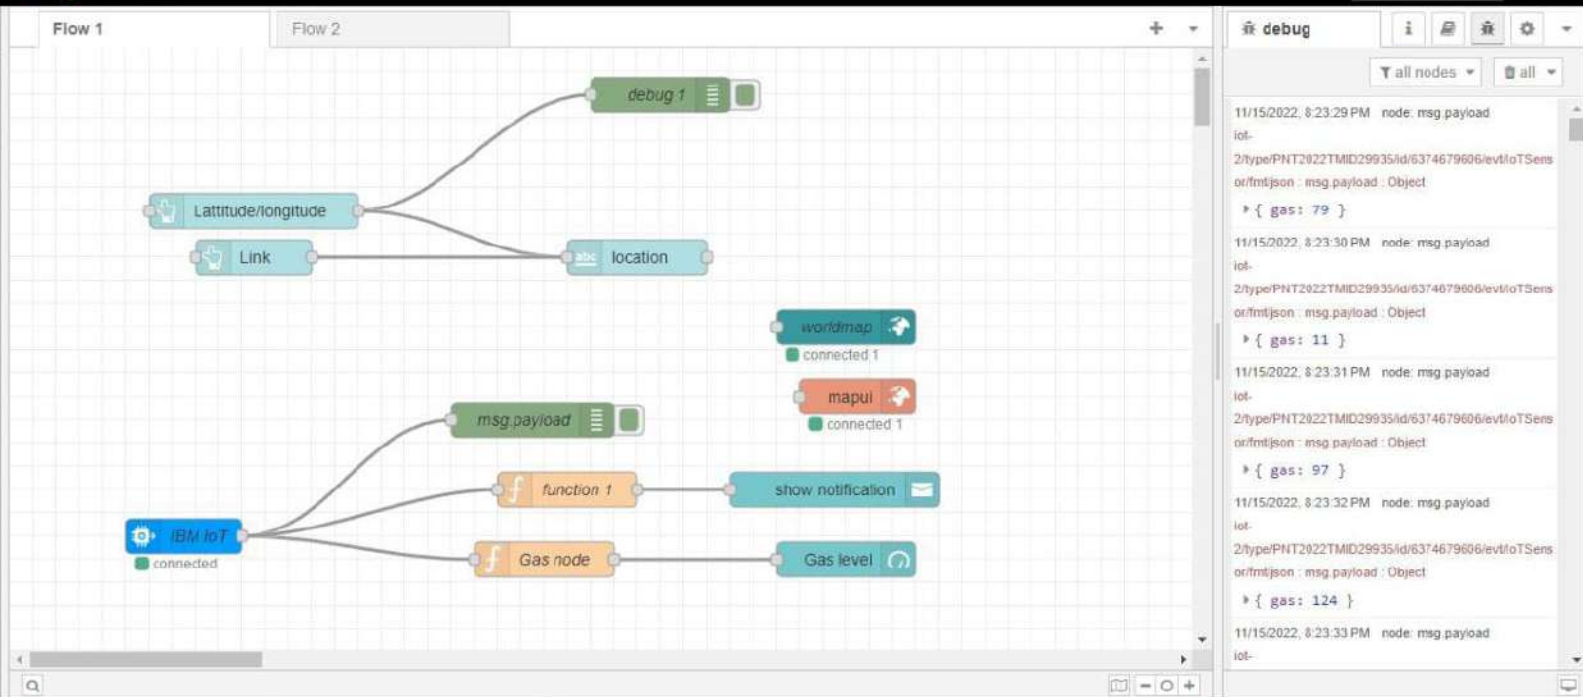 Flow 1
Flow 2
debug 1
Lattitude/longitude
Link
abc
location
worldmap
connected 1
mapui
connected 1
msg.payload
function 1
show notification
IBM IoT
connected
Gas node
Gas level
debug
i
all nodes
all
11/15/2022, 8:23:29 PM node: msg.payload
iot-
2/type/PNT2022TMID29935/id/6374679606/evt/IoTSens
or/fmt/json : msg.payload : Object
{ gas: 79 }
11/15/2022, 8:23:30 PM node: msg.payload
iot-
2/type/PNT2022TMID29935/id/6374679606/evt/IoTSens
or/fmt/json : msg.payload : Object
{ gas: 11 }
11/15/2022, 8:23:31 PM node: msg.payload
iot-
2/type/PNT2022TMID29935/id/6374679606/evt/IoTSens
or/fmt/json : msg.payload : Object
{ gas: 97 }
11/15/2022, 8:23:32 PM node: msg.payload
iot-
2/type/PNT2022TMID29935/id/6374679606/evt/IoTSens
or/fmt/json : msg.payload : Object
{ gas: 124 }
11/15/2022, 8:23:33 PM node: msg.payload
iot-